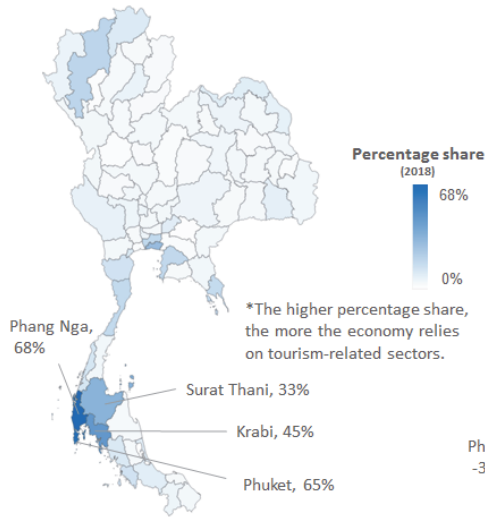 Percentage share
(2018)
68%
0%
*The higher percentage share,
the more the economy relies
on tourism-related sectors.
Phang Nga,
68%
Surat Thani, 33%
Krabi, 45%
Phuket, 65%
Ph
-3